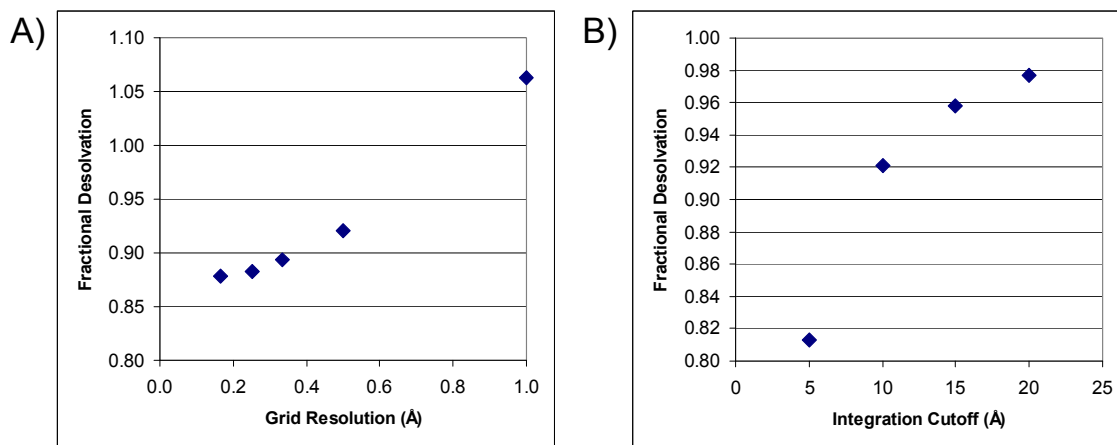 A)
1.10
1.05
1.00
0.95
0.90
0.85
0.80
Fractional Desolvation
0.0 0.2 0.4 0.6 0.8 1.0
Grid Resolution (Å)
B)
1.00
0.98
0.96
0.94
0.92
0.90
0.88
0.86
0.84
0.82
0.80
Fractional Desolvation
0 5 10 15 20 25
Integration Cutoff (Å)